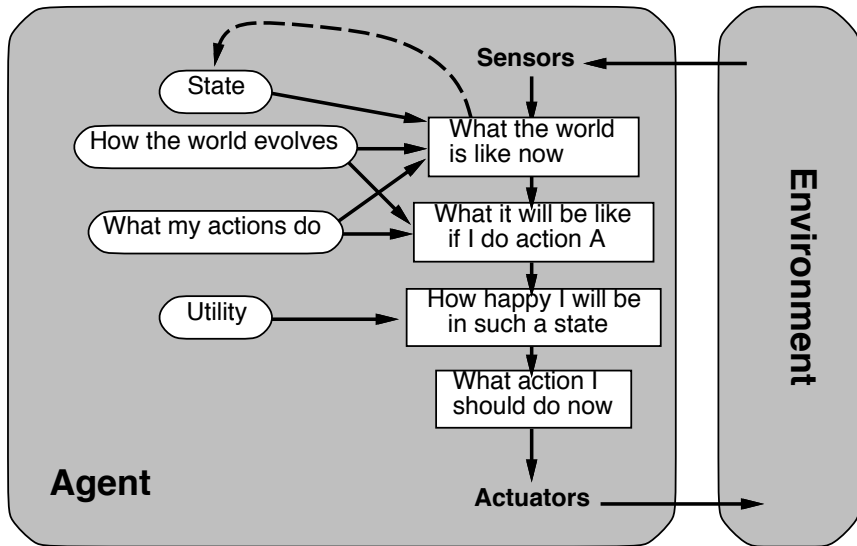 Sensors
State
What the world
is like now
How the world evolves
What my actions do
What it will be like
if I do action A
Utility
How happy I will be
in such a state
What action I
should do now
Agent
Actuators
Environment